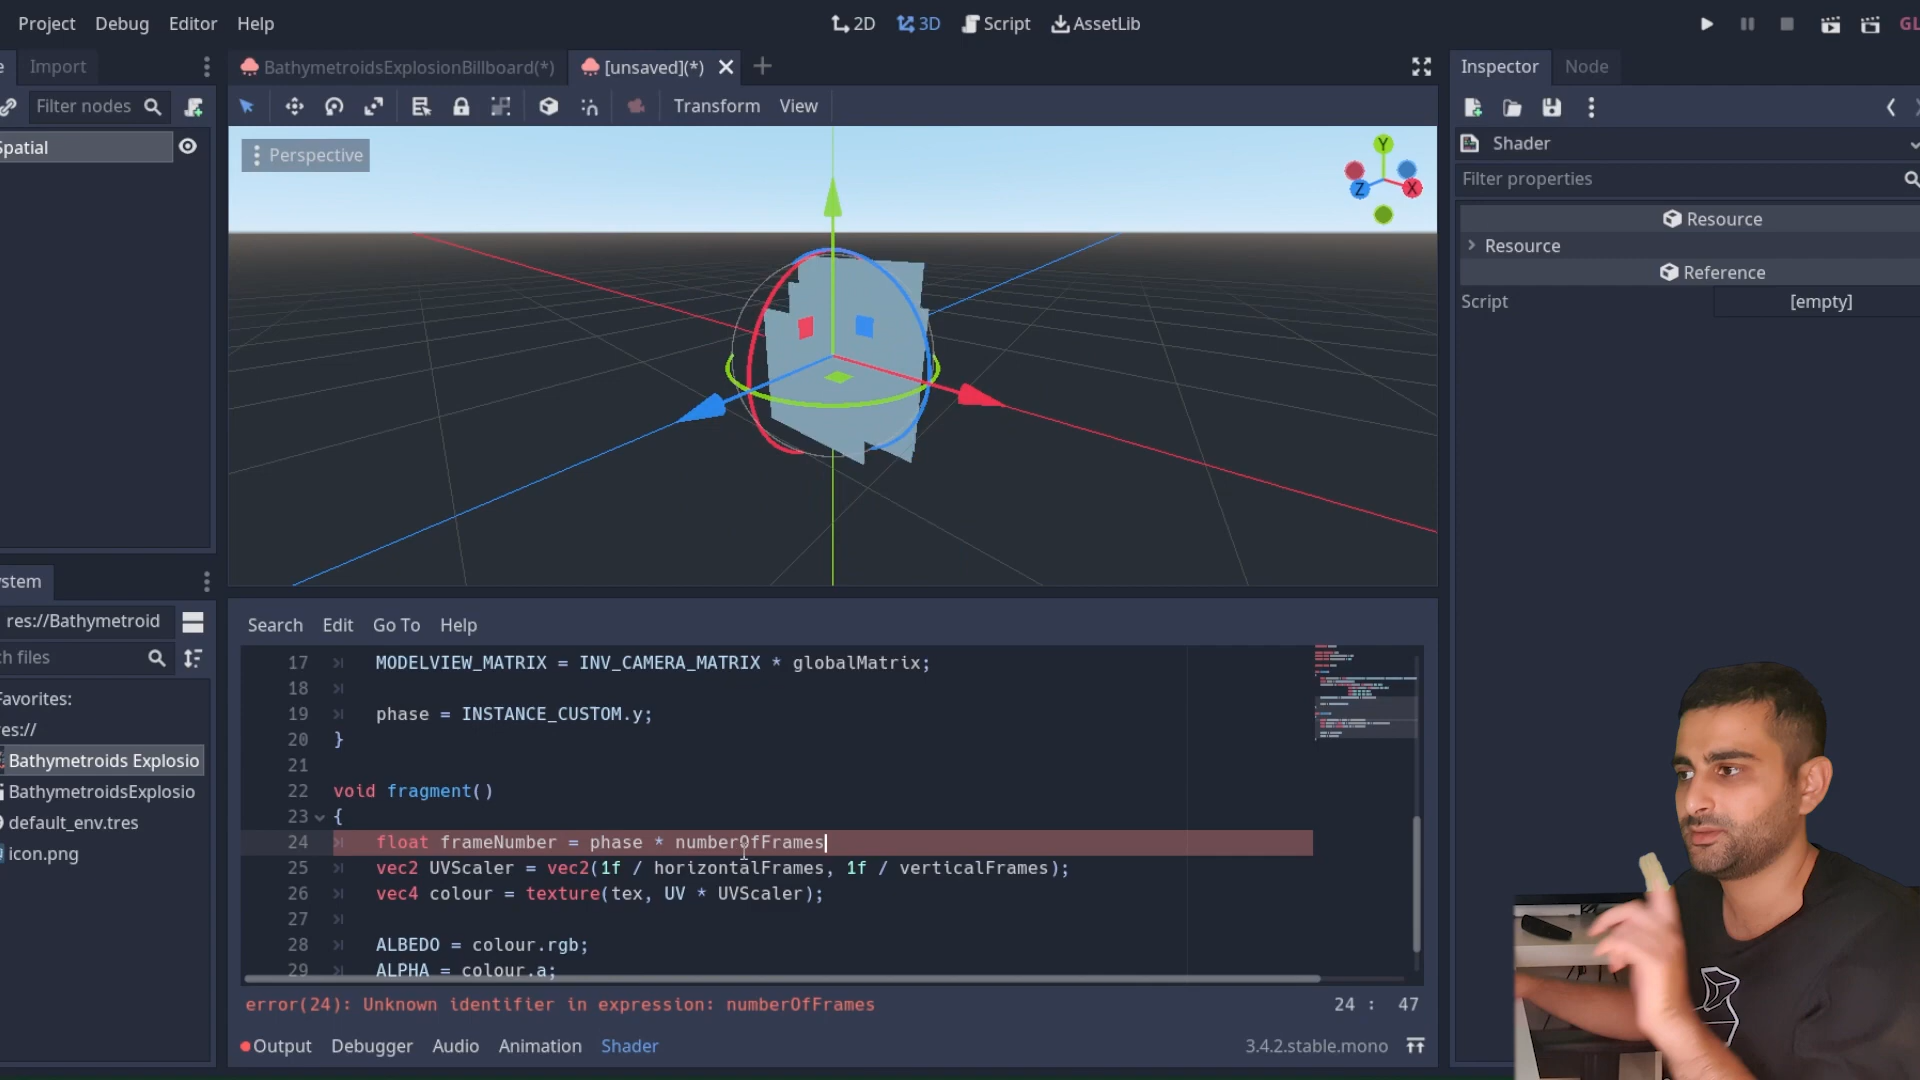 Project Debug Editor Help
2D 3D Script AssetLib
Import
BathymetroidsExplosionBillboard(*) [unsaved](*)
Inspector Node
Filter nodes
Transform View
Spatial
Perspective
Y
Z X
Shader
Filter properties
Resource
Resource
Reference
Script [empty]
ystem
res://Bathymetroid
ch files
Favorites:
es://
Bathymetroids Explosio
BathymetroidsExplosio
default_env.tres
icon.png
Search Edit Go To Help
17 MODELVIEW_MATRIX = INV_CAMERA_MATRIX * globalMatrix;
18
19 phase = INSTANCE_CUSTOM.y;
20 }
21
22 void fragment()
23 {
24 float frameNumber = phase * numberOfFrames
25 vec2 UVScaler = vec2(1f / horizontalFrames, 1f / verticalFrames);
26 vec4 colour = texture(tex, UV * UVScaler);
27
28 ALBEDO = colour.rgb;
29 ALPHA = colour.a;
error(24): Unknown identifier in expression: numberOfFrames 24 : 47
Output Debugger Audio Animation Shader 3.4.2.stable.mono